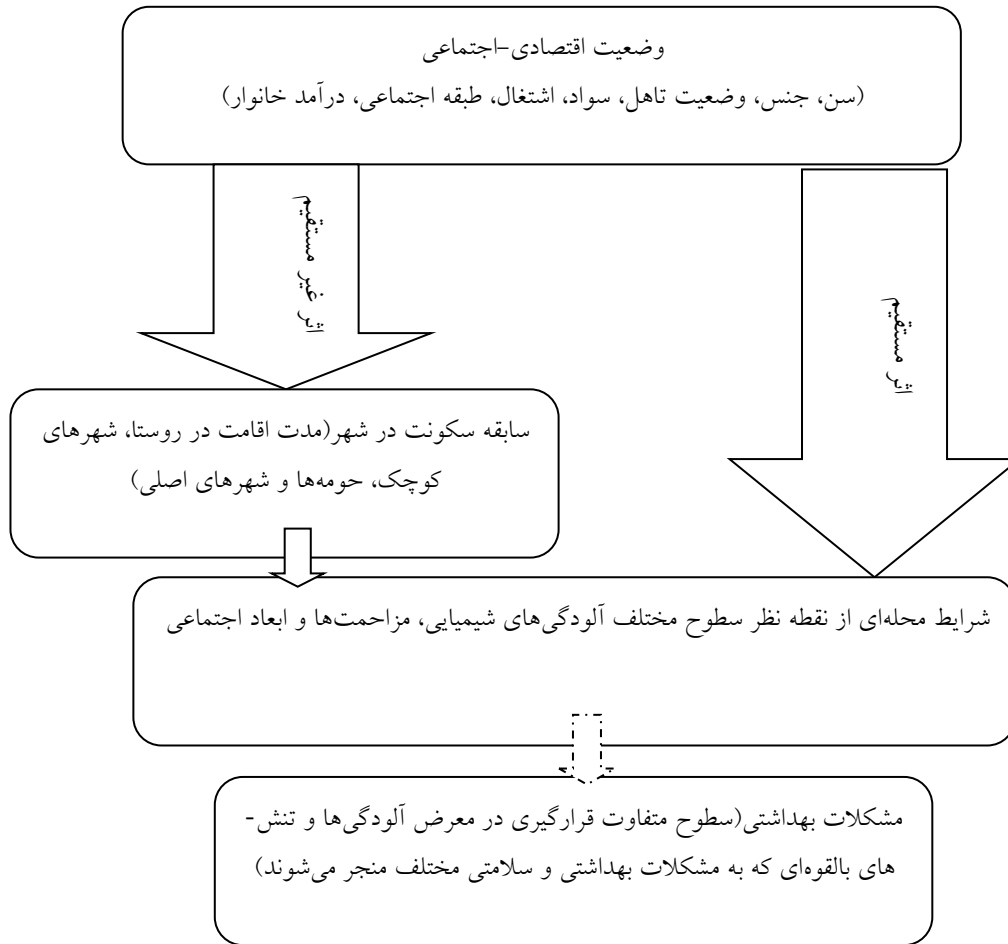 وضعیت اقتصادی-اجتماعی
(سن، جنس، وضعیت تاهل، سواد، اشتغال، طبقه اجتماعی، درآمد خانوار)
اثر غیر مستقیم
اثر مستقیم
سابقه سکونت در شهر(مدت اقامت در روستا، شهرهای
کوچک، حومه‌ها و شهرهای اصلی)
شرایط محله‌ای از نقطه نظر سطوح مختلف آلودگی‌های شیمیایی، مزاحمت‌ها و ابعاد اجتماعی
مشکلات بهداشتی(سطوح متفاوت قرارگیری در معرض آلودگی‌ها و تنش-
های بالقوه‌ای که به مشکلات بهداشتی و سلامتی مختلف منجر می‌شوند)